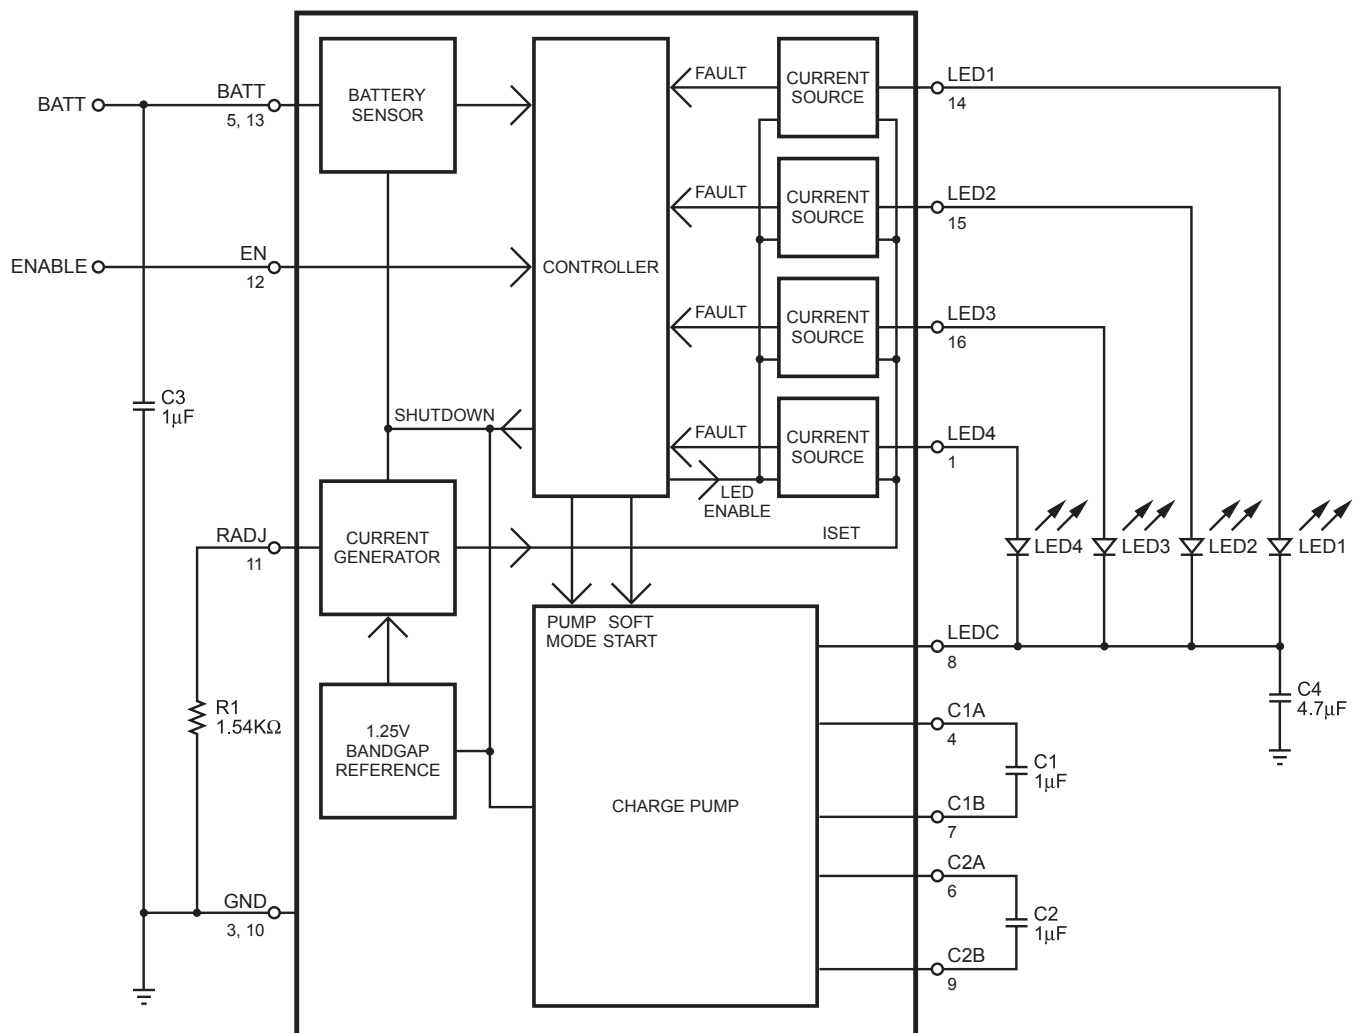 BATT
BATT
5, 13
BATTERY
SENSOR
FAULT
CURRENT
SOURCE
LED1
14
FAULT
CURRENT
SOURCE
LED2
15
ENABLE
EN
12
CONTROLLER
FAULT
CURRENT
SOURCE
LED3
16
C3
1μF
SHUTDOWN
FAULT
CURRENT
SOURCE
LED4
1
LED
ENABLE
RADJ
11
CURRENT
GENERATOR
ISET
LED4
LED3
LED2
LED1
PUMP
MODE
SOFT
START
LEDC
8
R1
1.54KΩ
1.25V
BANDGAP
REFERENCE
C4
4.7μF
C1A
4
C1
1μF
CHARGE PUMP
C1B
7
C2A
6
C2
1μF
GND
3, 10
C2B
9